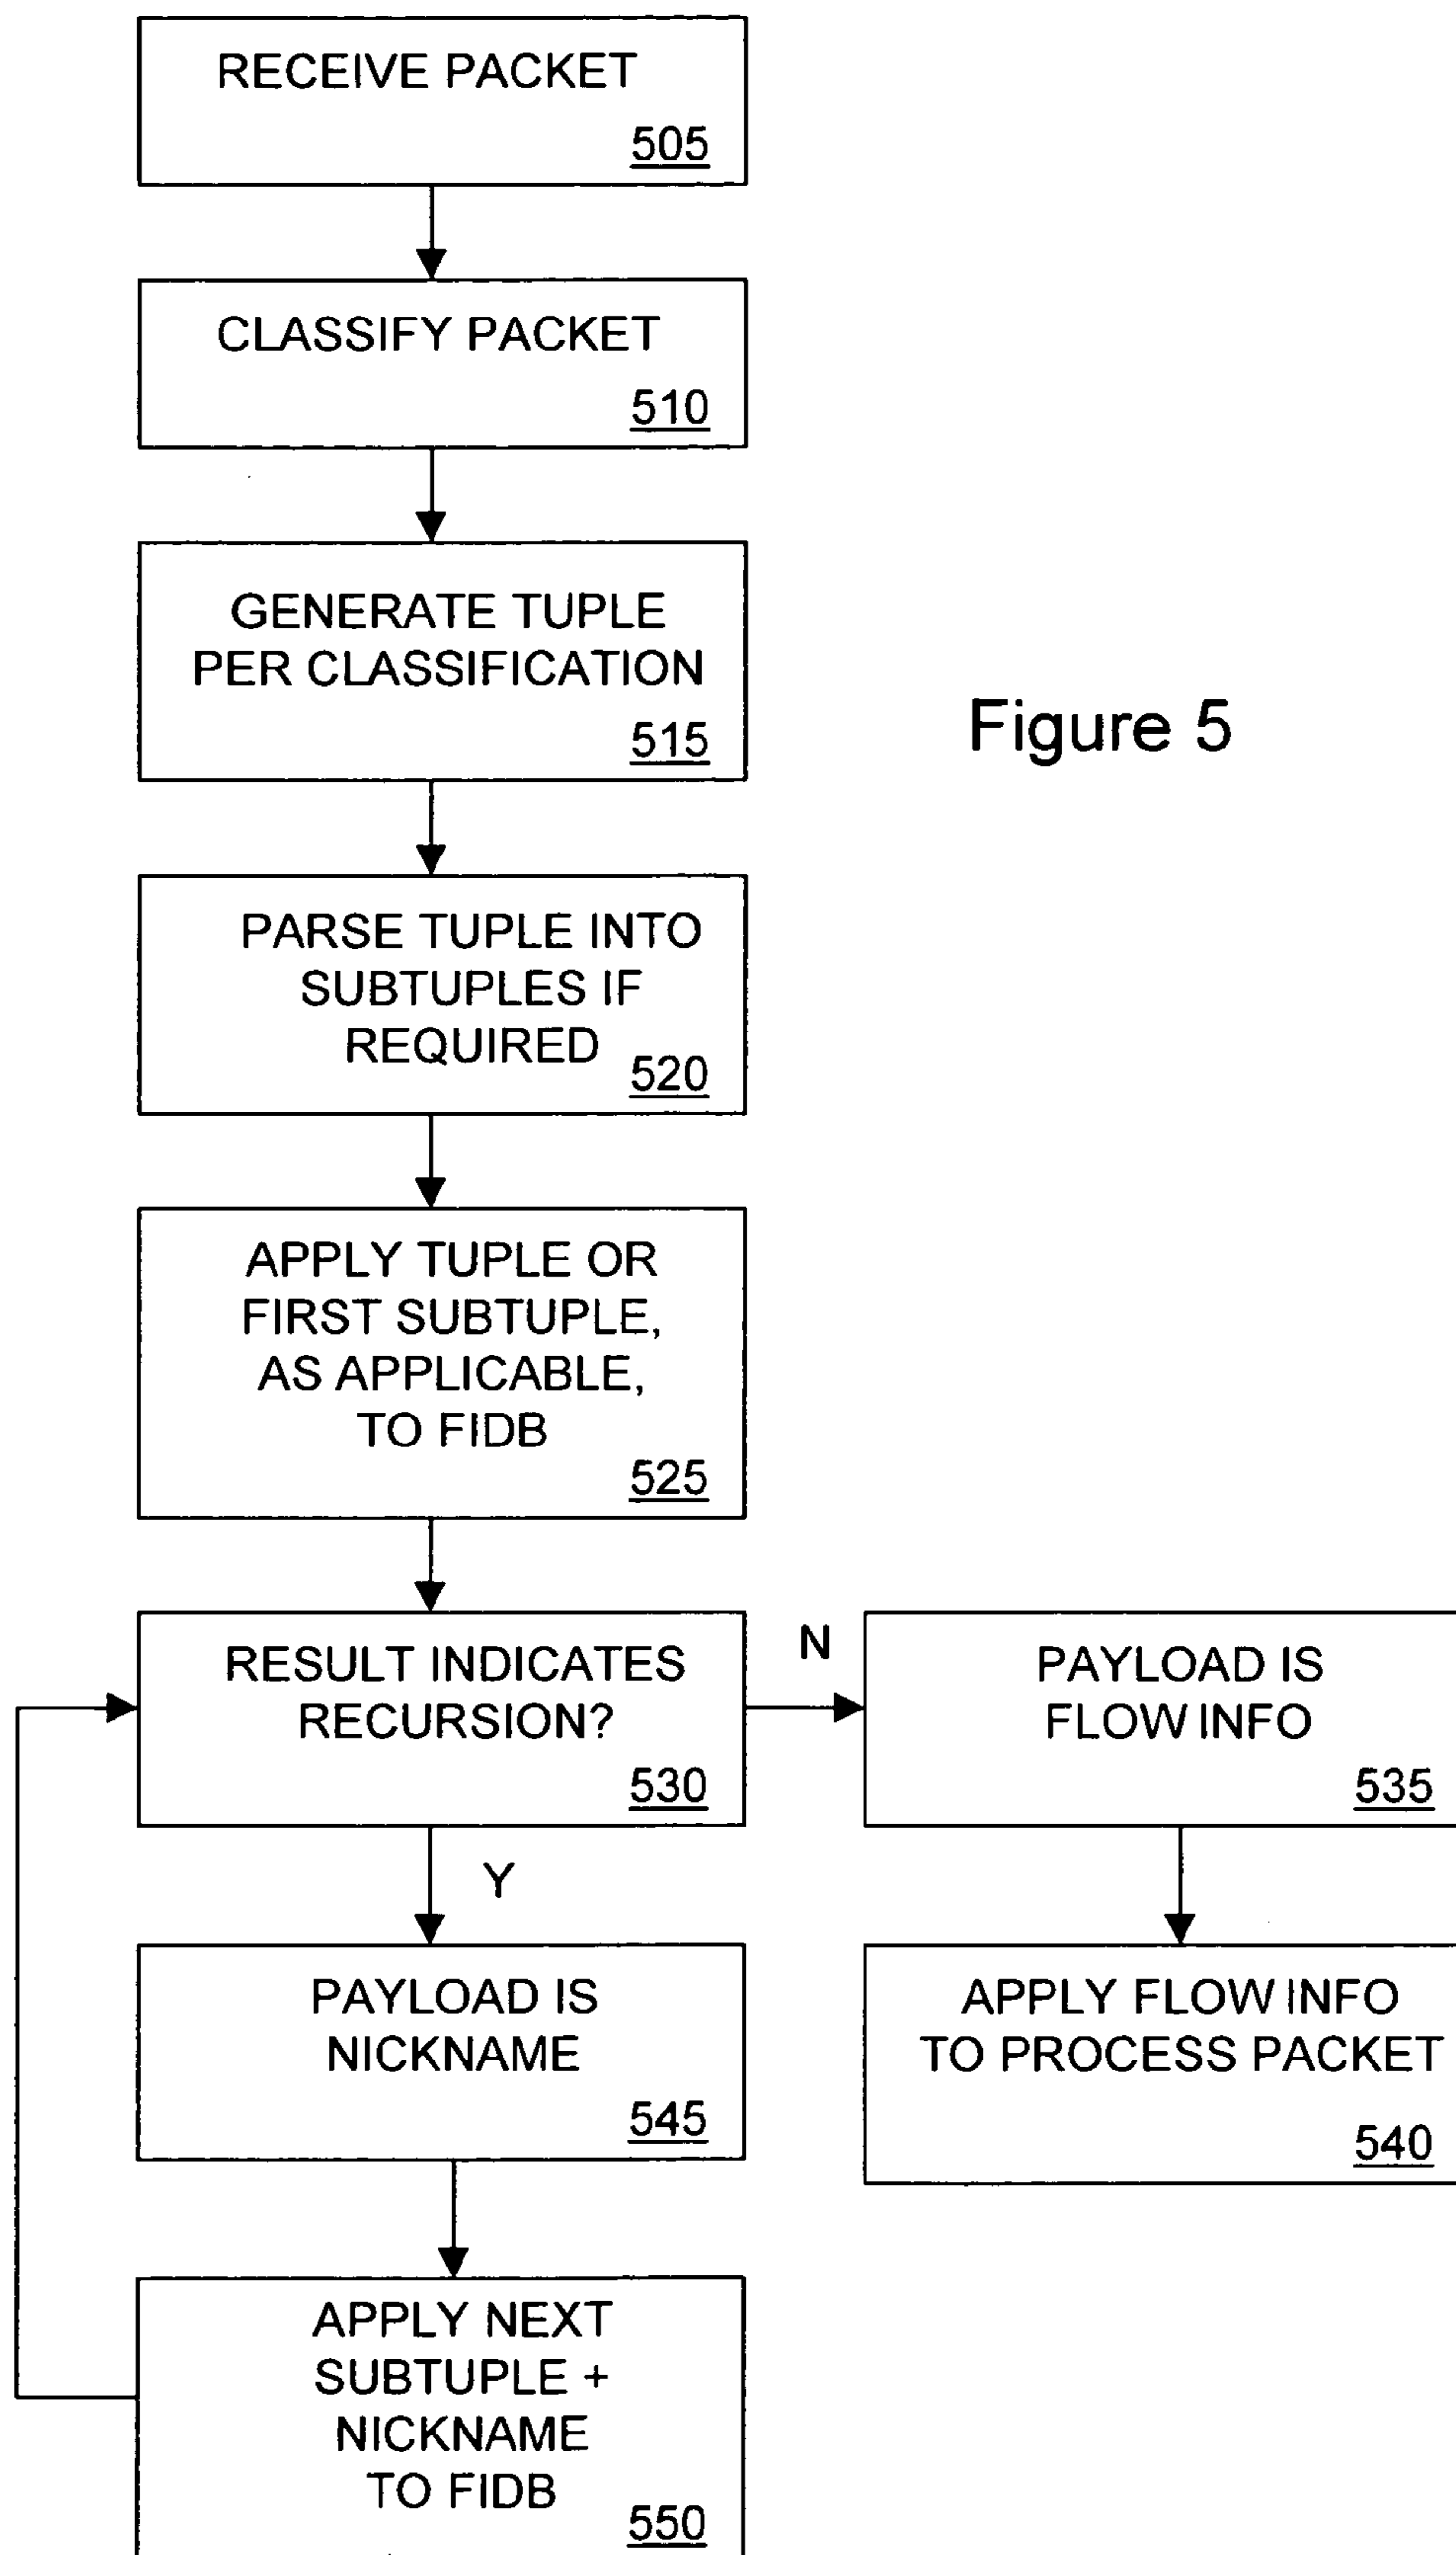 RECEIVE PACKET
505
CLASSIFY PACKET
510
GENERATE TUPLE
PER CLASSIFICATION
515
Figure 5
PARSE TUPLE INTO
SUBTUPLES IF
REQUIRED
520
APPLY TUPLE OR
FIRST SUBTUPLE,
AS APPLICABLE,
TO FIDB
525
RESULT INDICATES
RECURSION?
530
N
PAYLOAD IS
FLOW INFO
535
Y
PAYLOAD IS
NICKNAME
545
APPLY FLOW INFO
TO PROCESS PACKET
540
APPLY NEXT
SUBTUPLE +
NICKNAME
TO FIDB
550